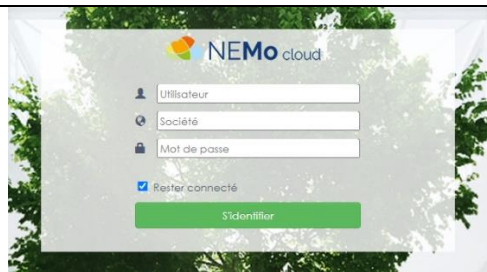 NEMo cloud
Utilisateur
Société
Mot de passe
Rester connecté
S'identifier